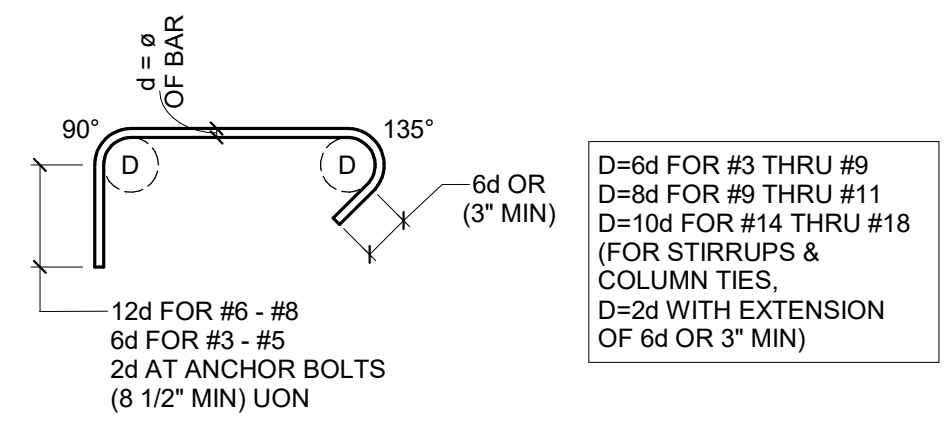 d = ø
OF BAR
90°
135°
D
D
6d OR
(3" MIN)
12d FOR #6 - #8
6d FOR #3 - #5
2d AT ANCHOR BOLTS
(8 1/2" MIN) UON
D=6d FOR #3 THRU #9
D=8d FOR #9 THRU #11
D=10d FOR #14 THRU #18
(FOR STIRRUPS &
COLUMN TIES,
D=2d WITH EXTENSION
OF 6d OR 3" MIN)